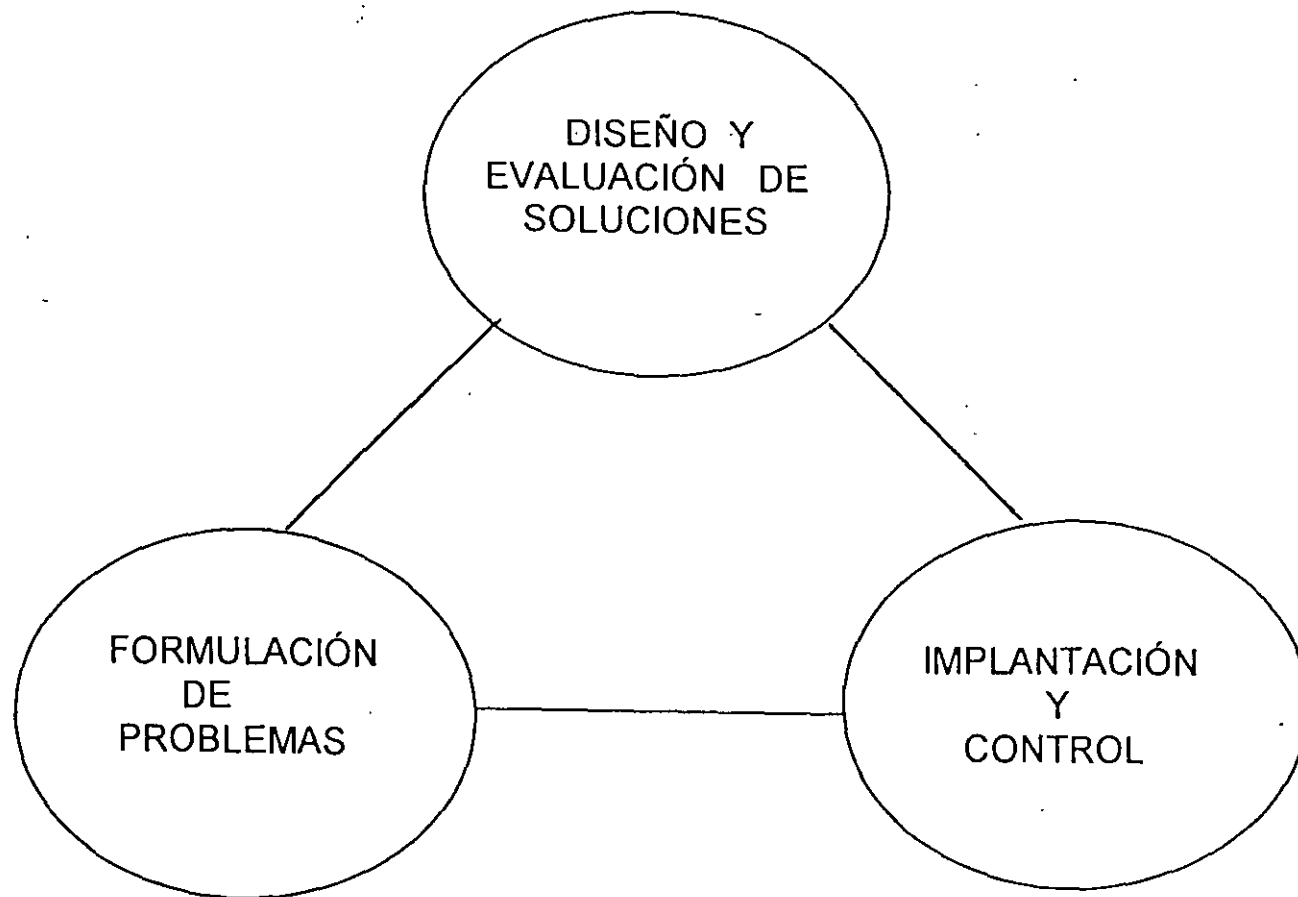 DISEÑO Y
EVALUACIÓN DE
SOLUCIONES
FORMULACIÓN
DE
PROBLEMAS
IMPLANTACIÓN
Y
CONTROL